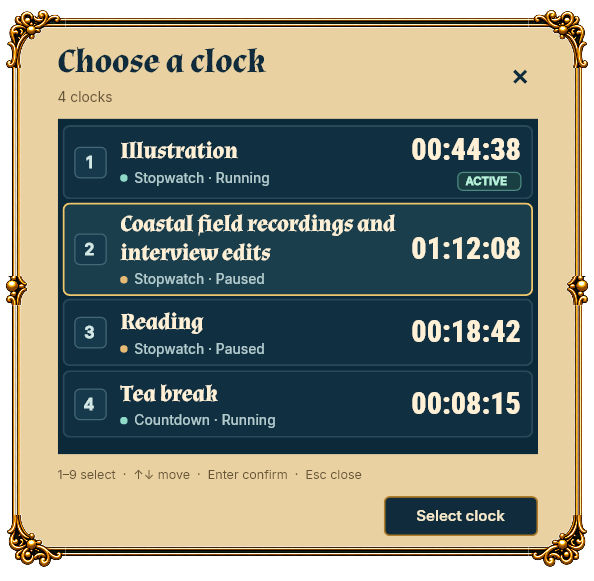 Choose a clock
×
4 clocks
1
Illustration
00:44:38
Stopwatch · Running
ACTIVE
2
Coastal field recordings and
interview edits
01:12:08
Stopwatch · Paused
3
Reading
00:18:42
Stopwatch · Paused
4
Tea break
00:08:15
Countdown · Running
1–9 select · ↑↓ move · Enter confirm · Esc close
Select clock